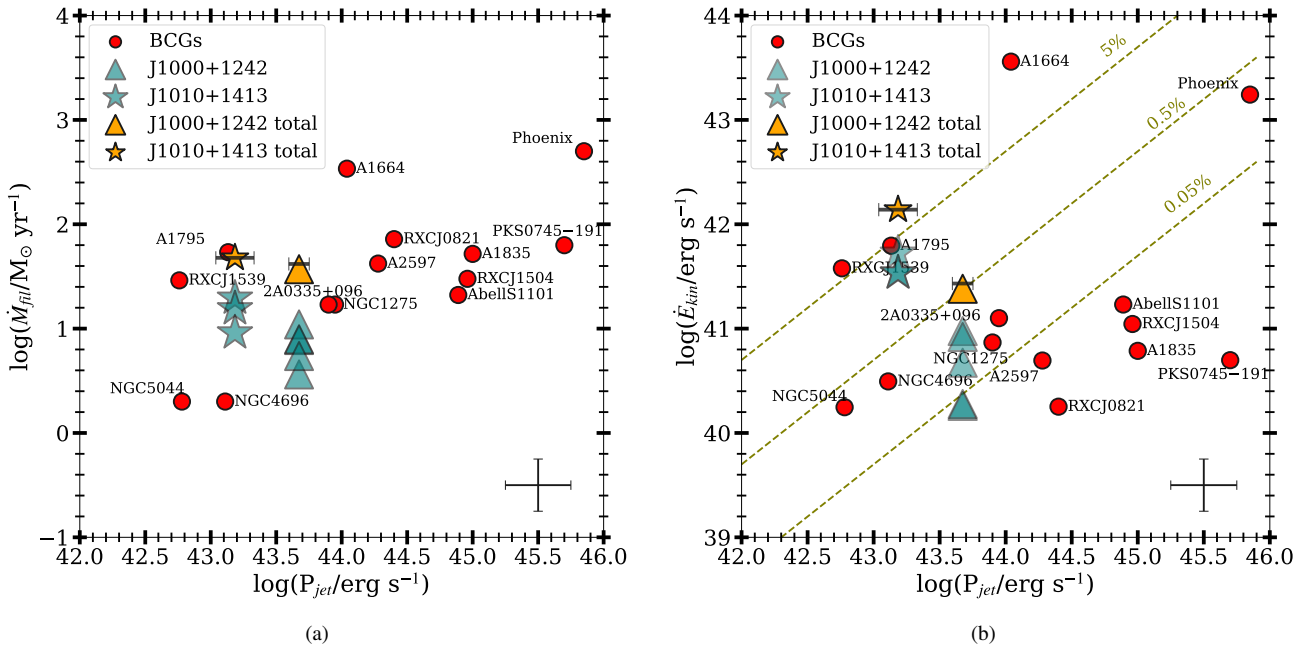 4
3
2
1
0
−1
42.0 42.5 43.0 43.5 44.0 44.5 45.0 45.5 46.0
log(Ṁ_fil/M⊙ yr⁻¹)
log(P_jet/erg s⁻¹)
BCGs
J1000+1242
J1010+1413
J1000+1242 total
J1010+1413 total
Phoenix
A1664
A1795
RXCJ0821
PKS0745−191
A2597
A1835
RXCJ1539
2A0335+096
RXCJ1504
NGC1275
AbellS1101
NGC5044
NGC4696
(a)
44
43
42
41
40
39
42.0 42.5 43.0 43.5 44.0 44.5 45.0 45.5 46.0
log(Ė_kin/erg s⁻¹)
log(P_jet/erg s⁻¹)
BCGs
J1000+1242
J1010+1413
J1000+1242 total
J1010+1413 total
5%
0.5%
0.05%
A1664
Phoenix
A1795
RXCJ1539
2A0335+096
AbellS1101
RXCJ1504
NGC1275
A1835
A2597
PKS0745−191
NGC5044
NGC4696
RXCJ0821
(b)